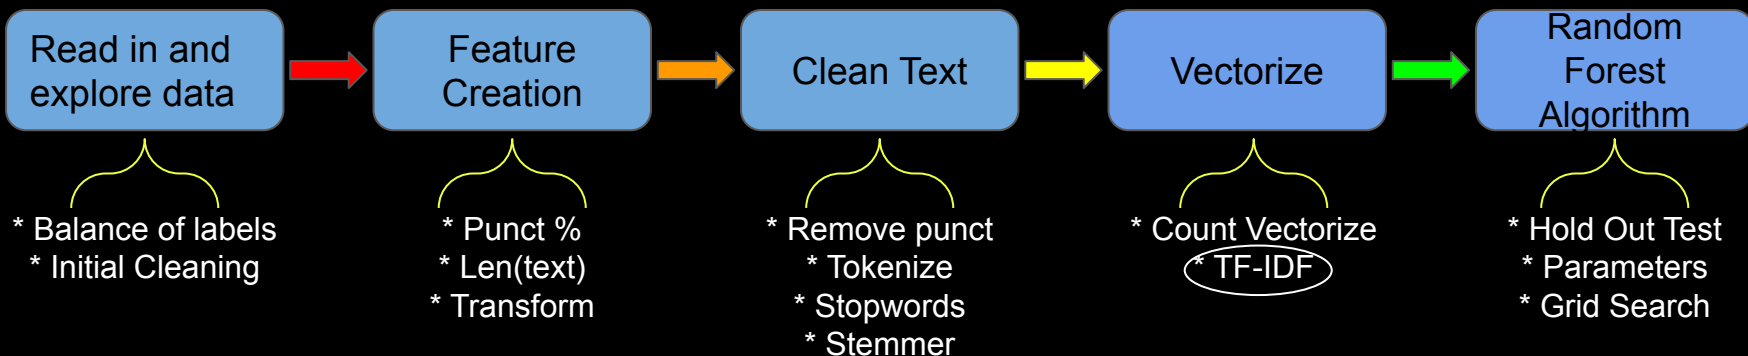 Read in and
explore data
Feature
Creation
Clean Text
Vectorize
Random
Forest
Algorithm
* Balance of labels
* Initial Cleaning
* Punct %
* Len(text)
* Transform
* Remove punct
* Tokenize
* Stopwords
* Stemmer
* Count Vectorize
* TF-IDF
* Hold Out Test
* Parameters
* Grid Search